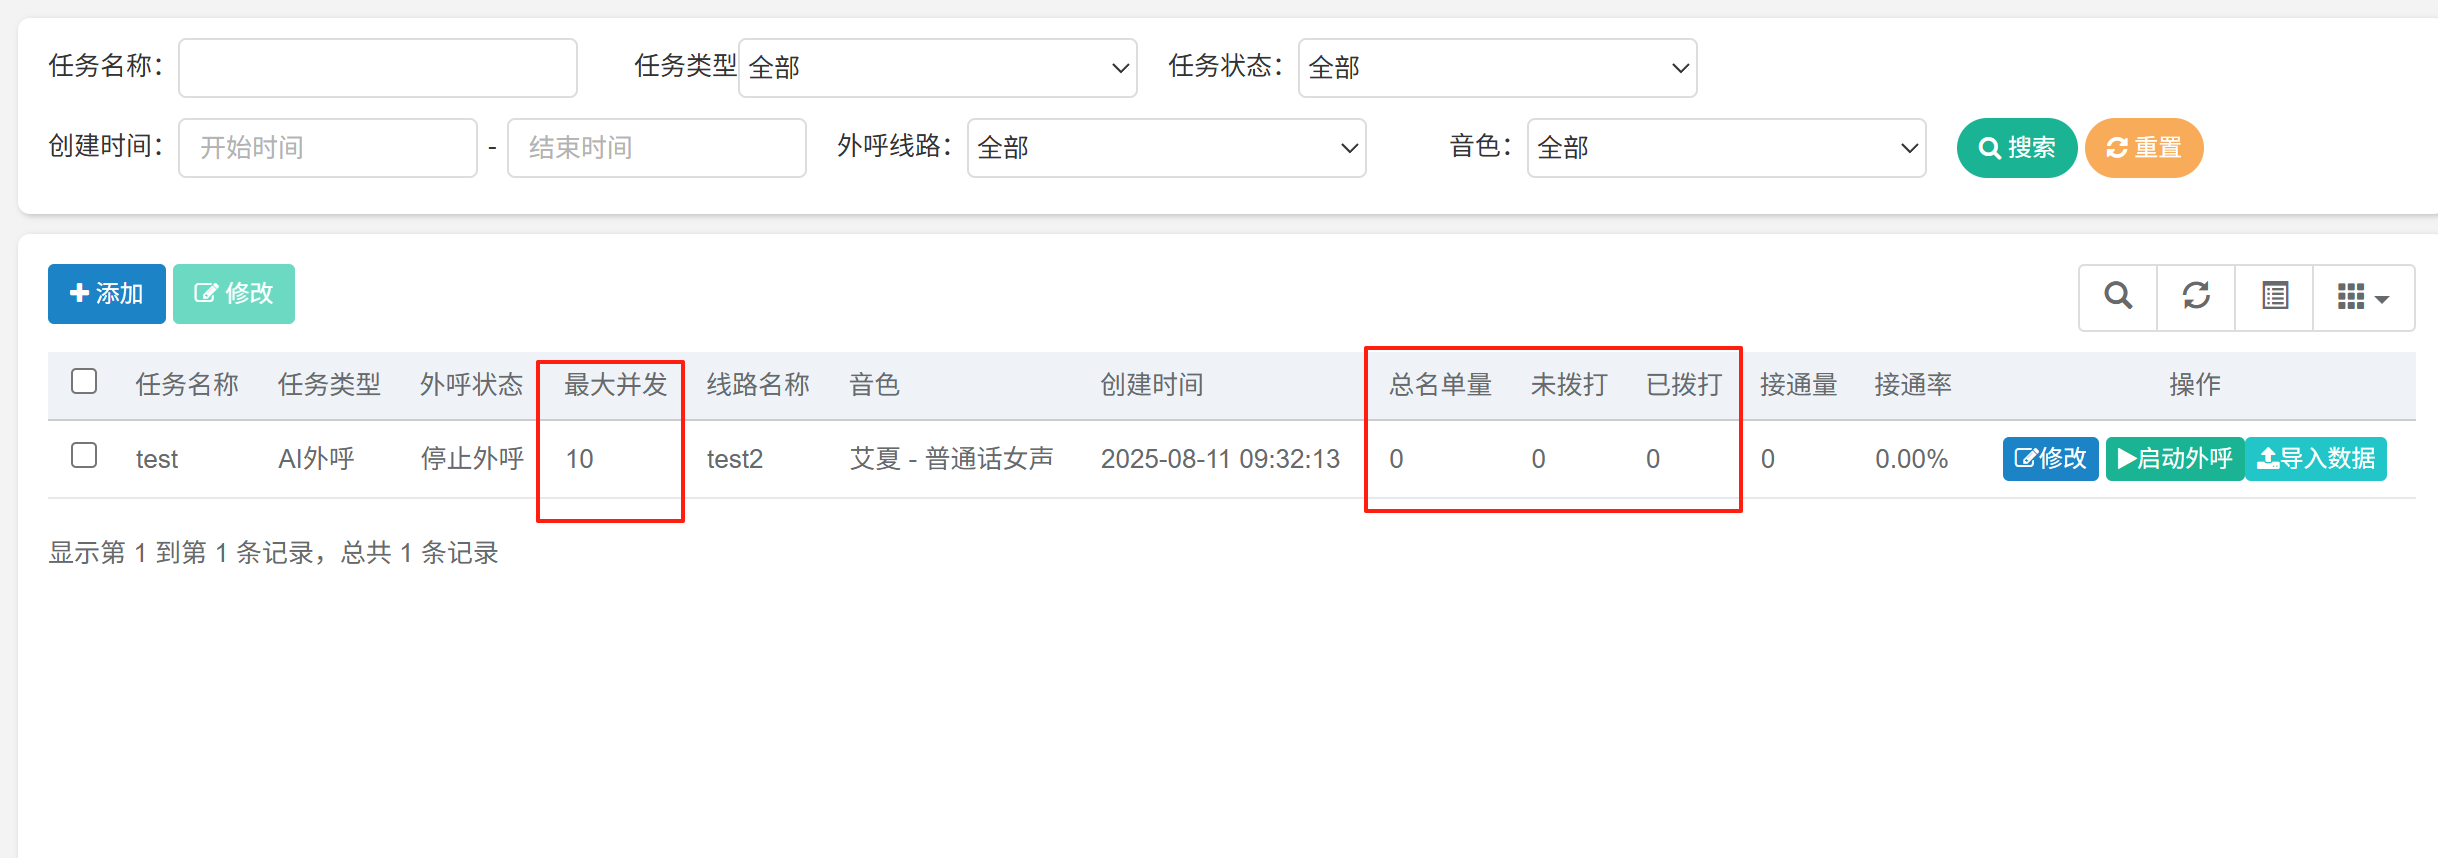 任务名称： 任务类型 全部 任务状态： 全部
创建时间： 开始时间 - 结束时间 外呼线路： 全部 音色： 全部 搜索 重置
添加 修改
任务名称 任务类型 外呼状态 最大并发 线路名称 音色 创建时间 总名单量 未拨打 已拨打 接通量 接通率 操作
test AI外呼 停止外呼 10 test2 艾夏 - 普通话女声 2025-08-11 09:32:13 0 0 0 0 0.00% 修改 启动外呼 导入数据
显示第 1 到第 1 条记录，总共 1 条记录